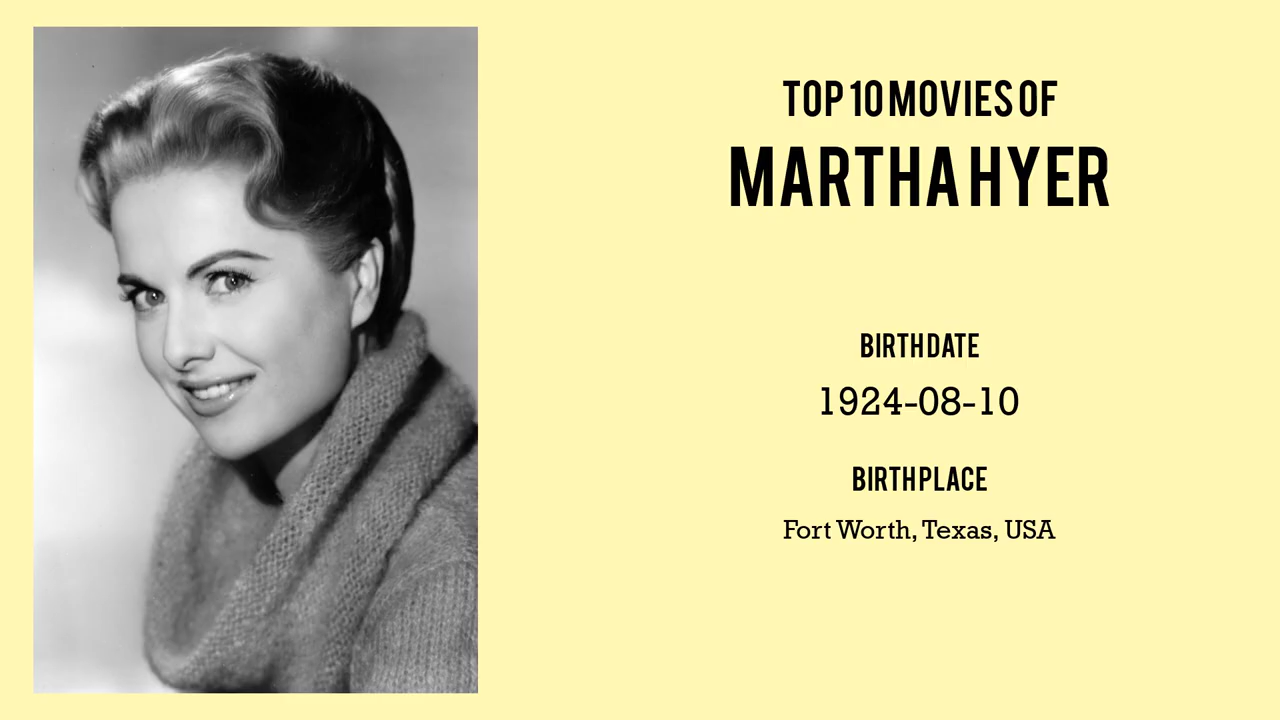 TOP 10 MOVIES OF
MARTHA HYER
BIRTHDATE
1924-08-10
BIRTHPLACE
Fort Worth, Texas, USA